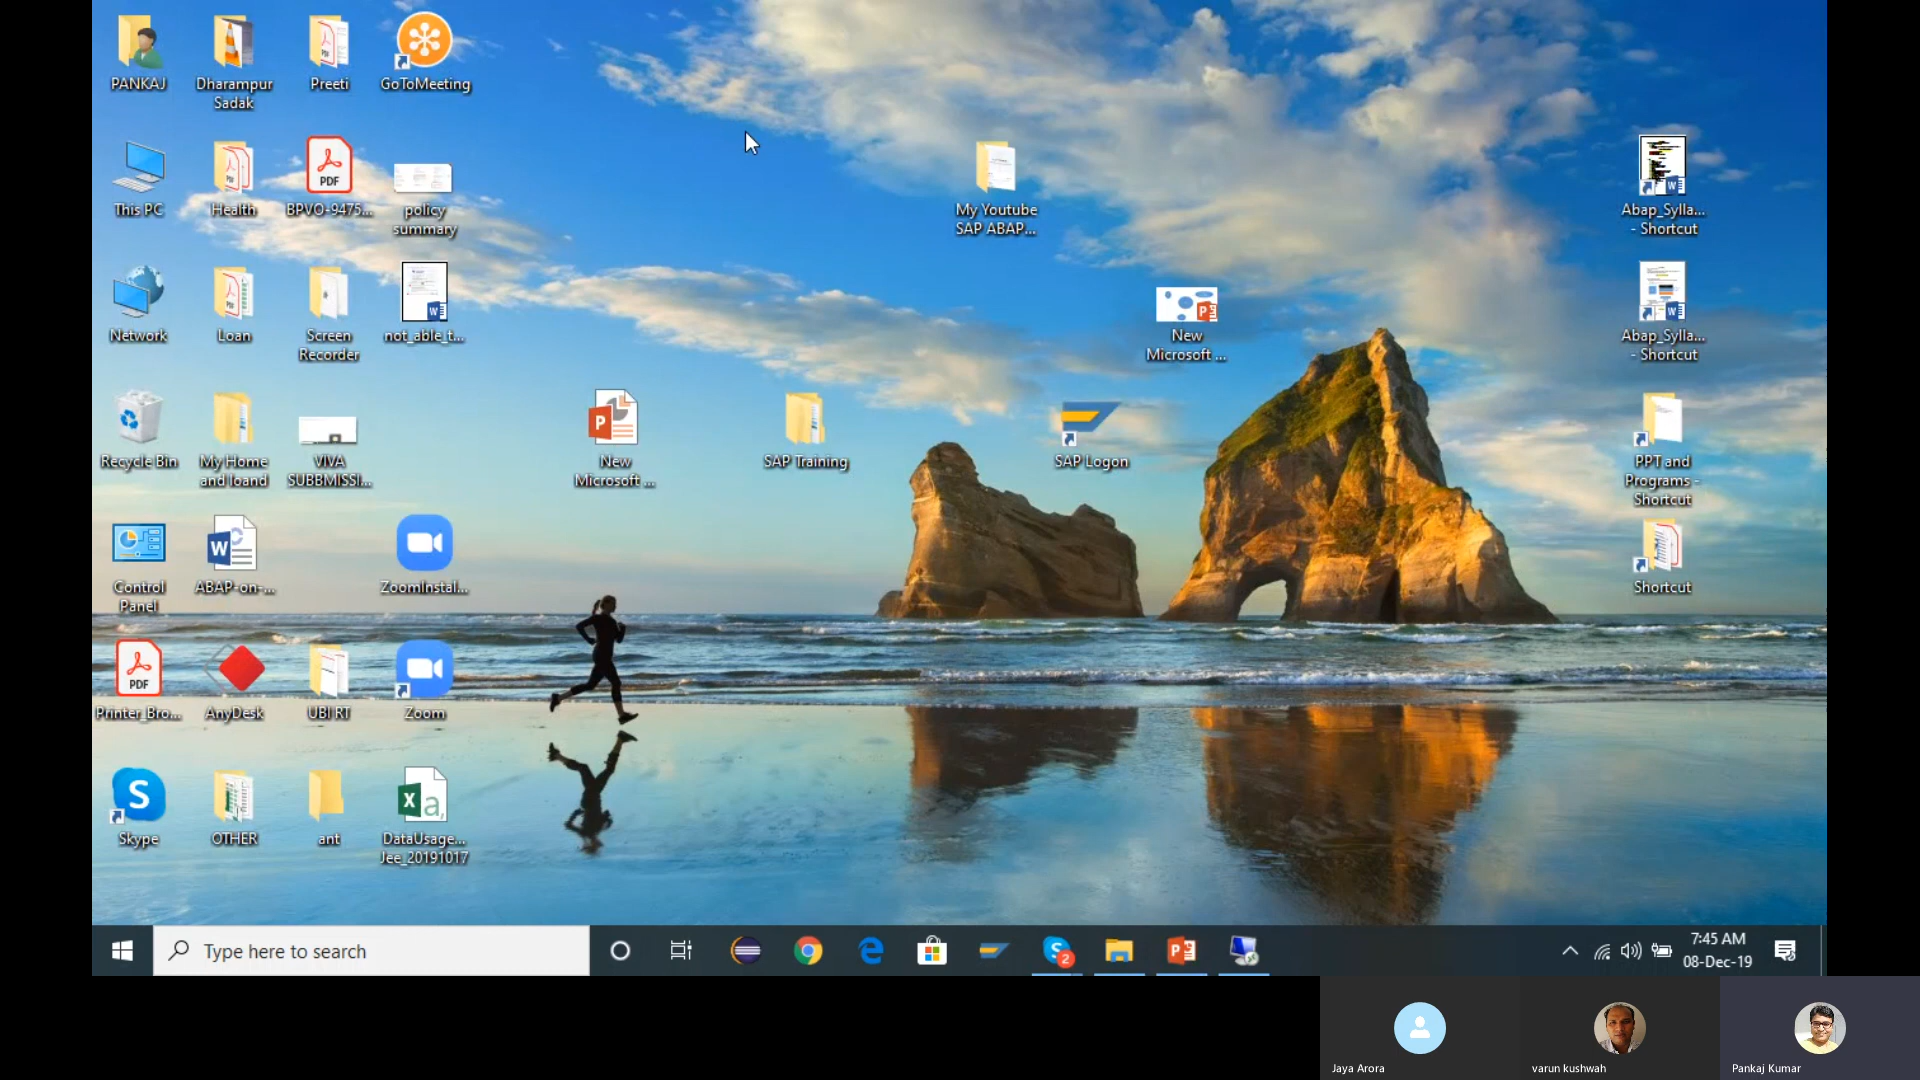 PANKAJ
Dharampur
Sadak
Preeti
GoToMeeting
This PC
Health
PDF
BPVO-9475...
policy
summary
My Youtube
SAP ABAP...
Abap_Sylla...
- Shortcut
Network
Loan
Screen
Recorder
not_able_t...
New
Microsoft ...
Abap_Sylla...
- Shortcut
Recycle Bin
My Home
and loand
VIVA
SUBBMISSI...
New
Microsoft ...
SAP Training
SAP Logon
PPT and
Programs -
Shortcut
Control
Panel
ABAP-on-...
ZoomInstal...
Shortcut
PDF
Printer_Bro...
AnyDesk
UBI RT
Zoom
Skype
OTHER
ant
DataUsage...
Jee_20191017
Type here to search
2
7:45 AM
08-Dec-19
Jaya Arora
varun kushwah
Pankaj Kumar